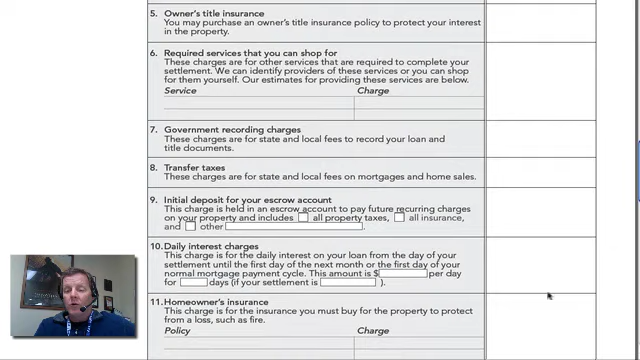 5. Owner's title insurance
You may purchase an owner's title insurance policy to protect your interest
in the property.
6. Required services that you can shop for
These charges are for other services that are required to complete your
settlement. We can identify providers of these services or you can shop
for them yourself. Our estimates for providing these services are below.
Service Charge
7. Government recording charges
These charges are for state and local fees to record your loan and
title documents.
8. Transfer taxes
These charges are for state and local fees on mortgages and home sales.
9. Initial deposit for your escrow account
This charge is held in an escrow account to pay future recurring charges
on your property and includes all property taxes, all insurance,
and other .
10. Daily interest charges
This charge is for the daily interest on your loan from the day of your
settlement until the first day of the next month or the first day of your
normal mortgage payment cycle. This amount is $ per day
for days (if your settlement is ).
11. Homeowner's insurance
This charge is for the insurance you must buy for the property to protect
from a loss, such as fire.
Policy Charge